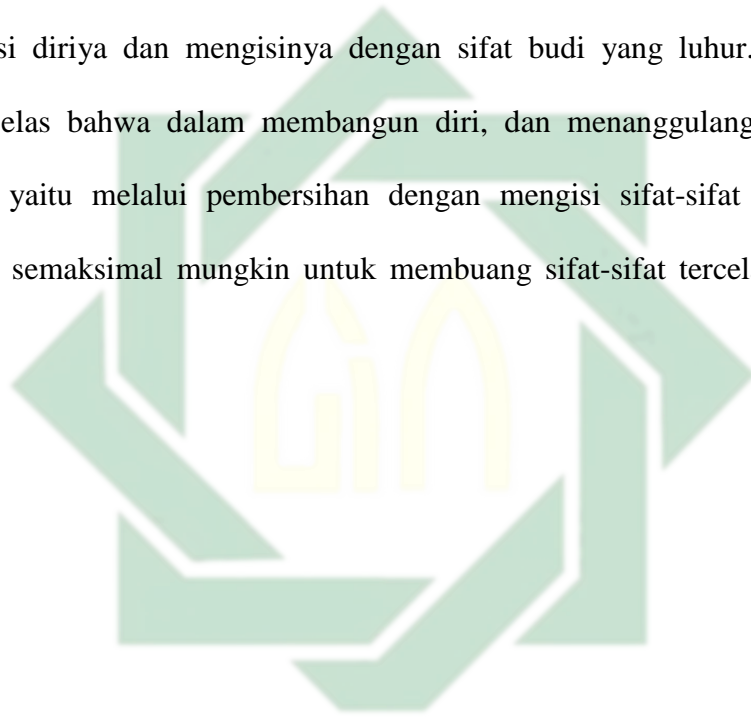 si diriya dan mengisinya dengan sifat budi yang luhur.
elas bahwa dalam membangun diri, dan menanggulang
yaitu melalui pembersihan dengan mengisi sifat-sifat
semaksimal mungkin untuk membuang sifat-sifat tercel